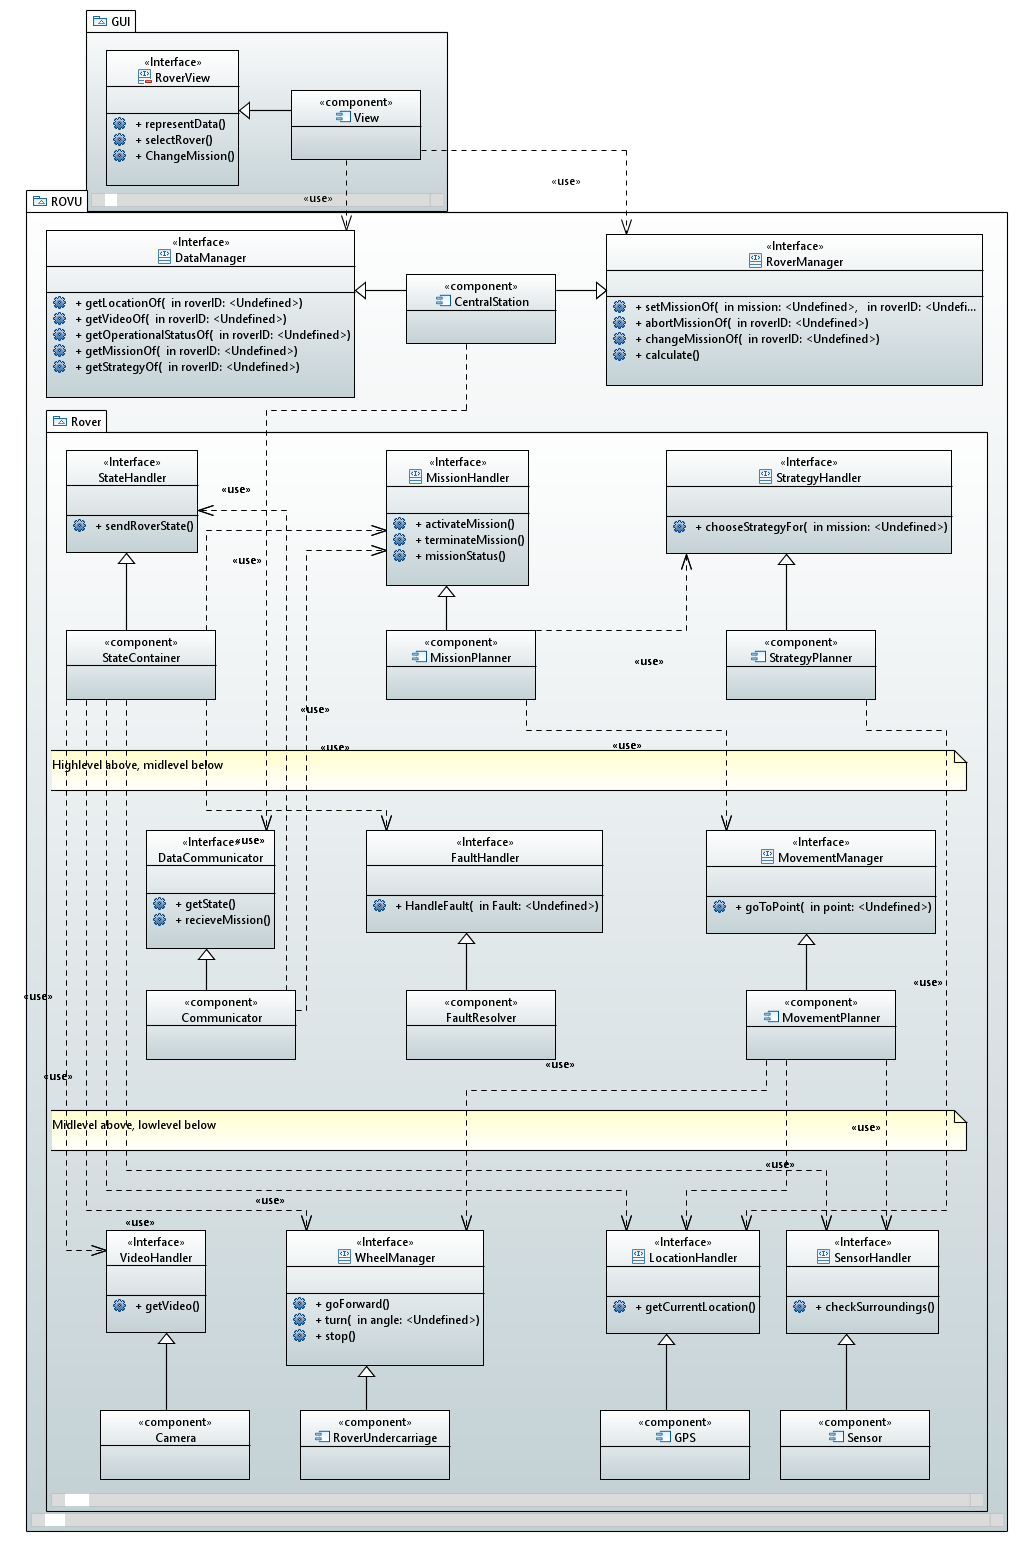 GUI
«Interface»
RoverView
+ representData()
+ selectRover()
+ ChangeMission()
«component»
View
«use»
«use»
ROVU
«Interface»
DataManager
+ getLocationOf( in roverID: <Undefined>)
+ getVideoOf( in roverID: <Undefined>)
+ getOperationalStatusOf( in roverID: <Undefined>)
+ getMissionOf( in roverID: <Undefined>)
+ getStrategyOf( in roverID: <Undefined>)
«component»
CentralStation
«Interface»
RoverManager
+ setMissionOf( in mission: <Undefined>, in roverID: <Undefi...
+ abortMissionOf( in roverID: <Undefined>)
+ changeMissionOf( in roverID: <Undefined>)
+ calculate()
Rover
«Interface»
StateHandler
+ sendRoverState()
«use»
«use»
«Interface»
MissionHandler
+ activateMission()
+ terminateMission()
+ missionStatus()
«Interface»
StrategyHandler
+ chooseStrategyFor( in mission: <Undefined>)
«component»
StateContainer
«component»
MissionPlanner
«use»
«component»
StrategyPlanner
«use»
«use»
«use»
Highlevel above, midlevel below
«Interface»
«use»
DataCommunicator
+ getState()
+ recieveMission()
«Interface»
FaultHandler
+ HandleFault( in Fault: <Undefined>)
«Interface»
MovementManager
+ goToPoint( in point: <Undefined>)
«use»
«use»
«component»
Communicator
«component»
FaultResolver
«component»
MovementPlanner
«use»
«use»
Midlevel above, lowlevel below
«use»
«use»
«use»
«use»
«Interface»
VideoHandler
+ getVideo()
«Interface»
WheelManager
+ goForward()
+ turn( in angle: <Undefined>)
+ stop()
«Interface»
LocationHandler
+ getCurrentLocation()
«Interface»
SensorHandler
+ checkSurroundings()
«component»
Camera
«component»
RoverUndercarriage
«component»
GPS
«component»
Sensor